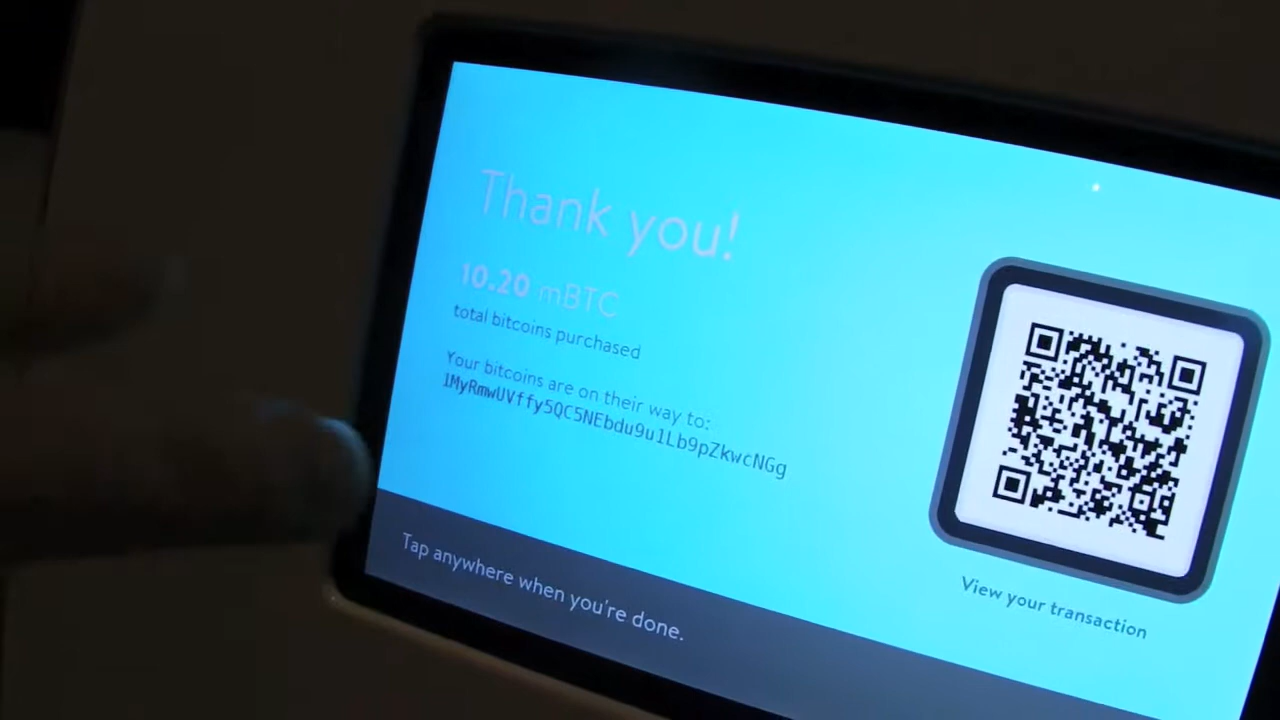 Thank you!
10.20 mBTC
total bitcoins purchased
Your bitcoins are on their way to:
1MyRmwUVffy5QC5NEbdu9u1Lb9pZkwcNGg
View your transaction
Tap anywhere when you're done.